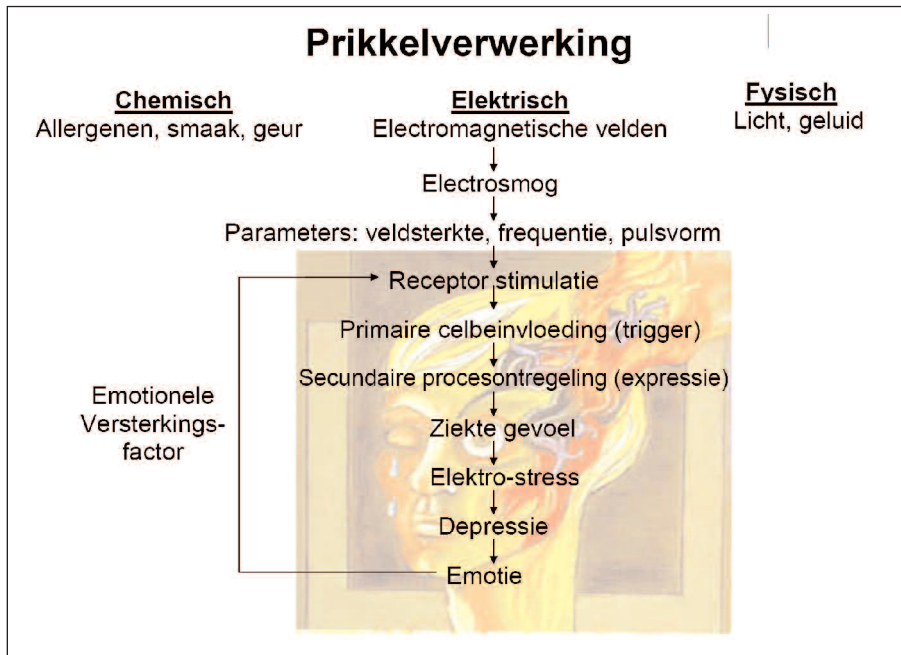 Prikkelverwerking
Chemisch
Allergenen, smaak, geur
Elektrisch
Electromagnetische velden
Fysisch
Licht, geluid
Electrosmog
Parameters: veldsterkte, frequentie, pulsvorm
Receptor stimulatie
Primaire celbeinvloeding (trigger)
Secundaire procesontregeling (expressie)
Emotionele
Versterkings-
factor
Ziekte gevoel
Elektro-stress
Depressie
Emotie